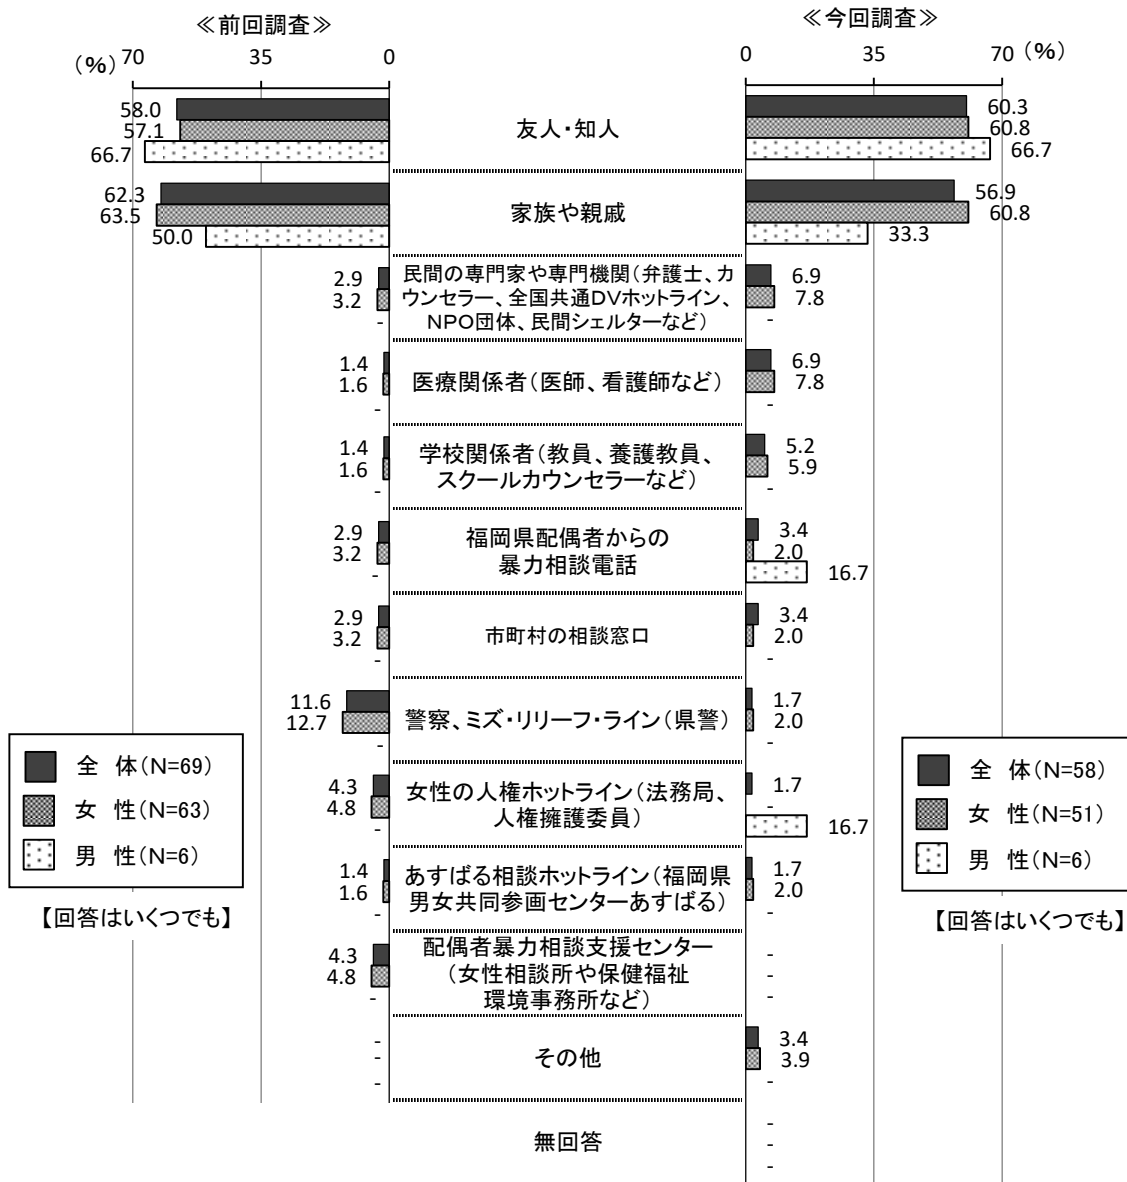 ≪前回調査≫
≪今回調査≫
(%) 70 35 0
0 35 70 (%)
58.0
57.1
66.7
友人・知人
60.3
60.8
66.7
62.3
63.5
50.0
家族や親戚
56.9
60.8
33.3
2.9
3.2
-
民間の専門家や専門機関(弁護士、カ
ウンセラー、全国共通DVホットライン、
NPO団体、民間シェルターなど)
6.9
7.8
-
1.4
1.6
-
医療関係者(医師、看護師など)
6.9
7.8
-
1.4
1.6
-
学校関係者(教員、養護教員、
スクールカウンセラーなど)
5.2
5.9
-
2.9
3.2
-
福岡県配偶者からの
暴力相談電話
3.4
2.0
16.7
2.9
3.2
-
市町村の相談窓口
3.4
2.0
-
11.6
12.7
-
警察、ミズ・リリーフ・ライン(県警)
1.7
2.0
-
4.3
4.8
-
女性の人権ホットライン(法務局、
人権擁護委員)
1.7
-
16.7
1.4
1.6
-
あすばる相談ホットライン(福岡県
男女共同参画センターあすばる)
1.7
2.0
-
4.3
4.8
-
配偶者暴力相談支援センター
(女性相談所や保健福祉
環境事務所など)
-
-
-
-
-
-
その他
3.4
3.9
-
無回答
-
-
-
全 体(N=69)
女 性(N=63)
男 性(N=6)
【回答はいくつでも】
全 体(N=58)
女 性(N=51)
男 性(N=6)
【回答はいくつでも】